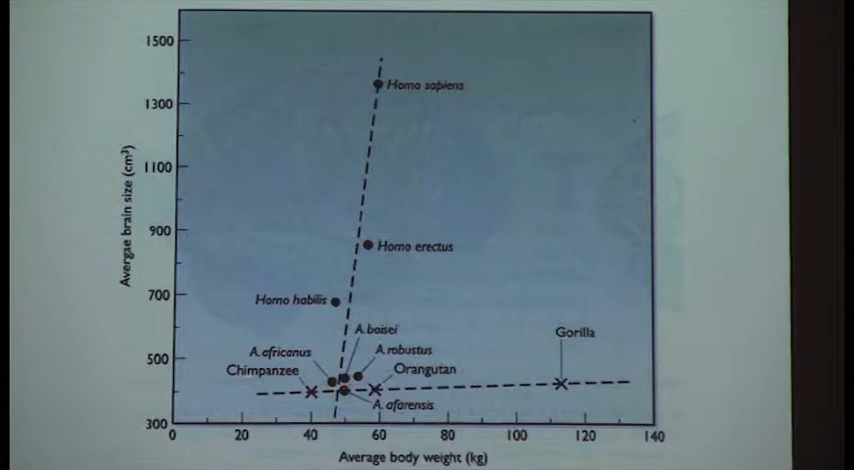 1500
1300
1100
900
700
500
300
Avergae brain size (cm³)
Homo sapiens
Homo erectus
Homo habilis
A. boisei
Gorilla
A. africanus
A. robustus
Chimpanzee
Orangutan
A. afarensis
0 20 40 60 80 100 120 140
Average body weight (kg)